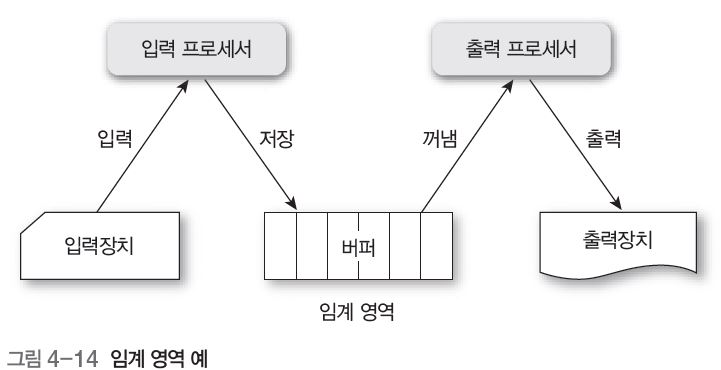 입력 프로세서
출력 프로세서
입력
저장
꺼냄
출력
입력장치
버퍼
출력장치
임계 영역
그림 4-14 임계 영역 예